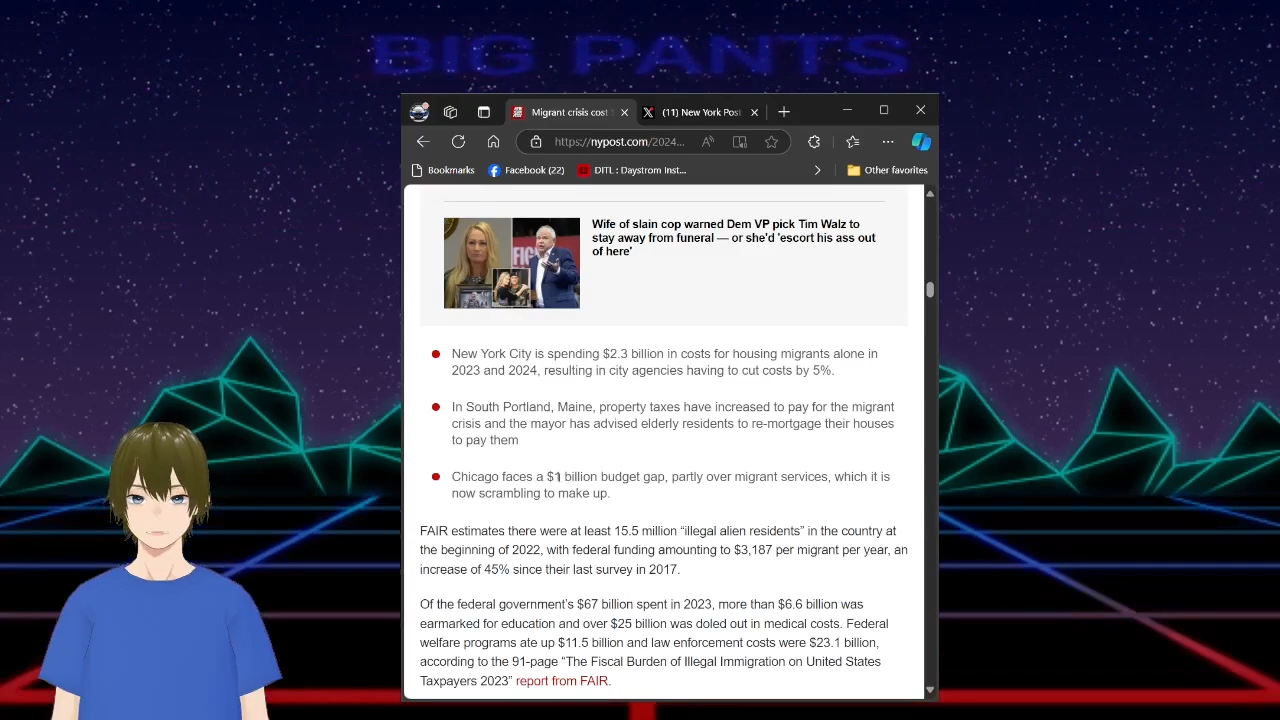 BIG PANTS
Migrant crisis cost
(11) New York Post
https://nypost.com/2024...
Bookmarks
Facebook (22)
DITL : Daystrom Inst...
Other favorites
Wife of slain cop warned Dem VP pick Tim Walz to
stay away from funeral — or she'd 'escort his ass out
of here'
New York City is spending $2.3 billion in costs for housing migrants alone in
2023 and 2024, resulting in city agencies having to cut costs by 5%.
In South Portland, Maine, property taxes have increased to pay for the migrant
crisis and the mayor has advised elderly residents to re-mortgage their houses
to pay them
Chicago faces a $1 billion budget gap, partly over migrant services, which it is
now scrambling to make up.
FAIR estimates there were at least 15.5 million “illegal alien residents” in the country at
the beginning of 2022, with federal funding amounting to $3,187 per migrant per year, an
increase of 45% since their last survey in 2017.
Of the federal government’s $67 billion spent in 2023, more than $6.6 billion was
earmarked for education and over $25 billion was doled out in medical costs. Federal
welfare programs ate up $11.5 billion and law enforcement costs were $23.1 billion,
according to the 91-page “The Fiscal Burden of Illegal Immigration on United States
Taxpayers 2023” report from FAIR.